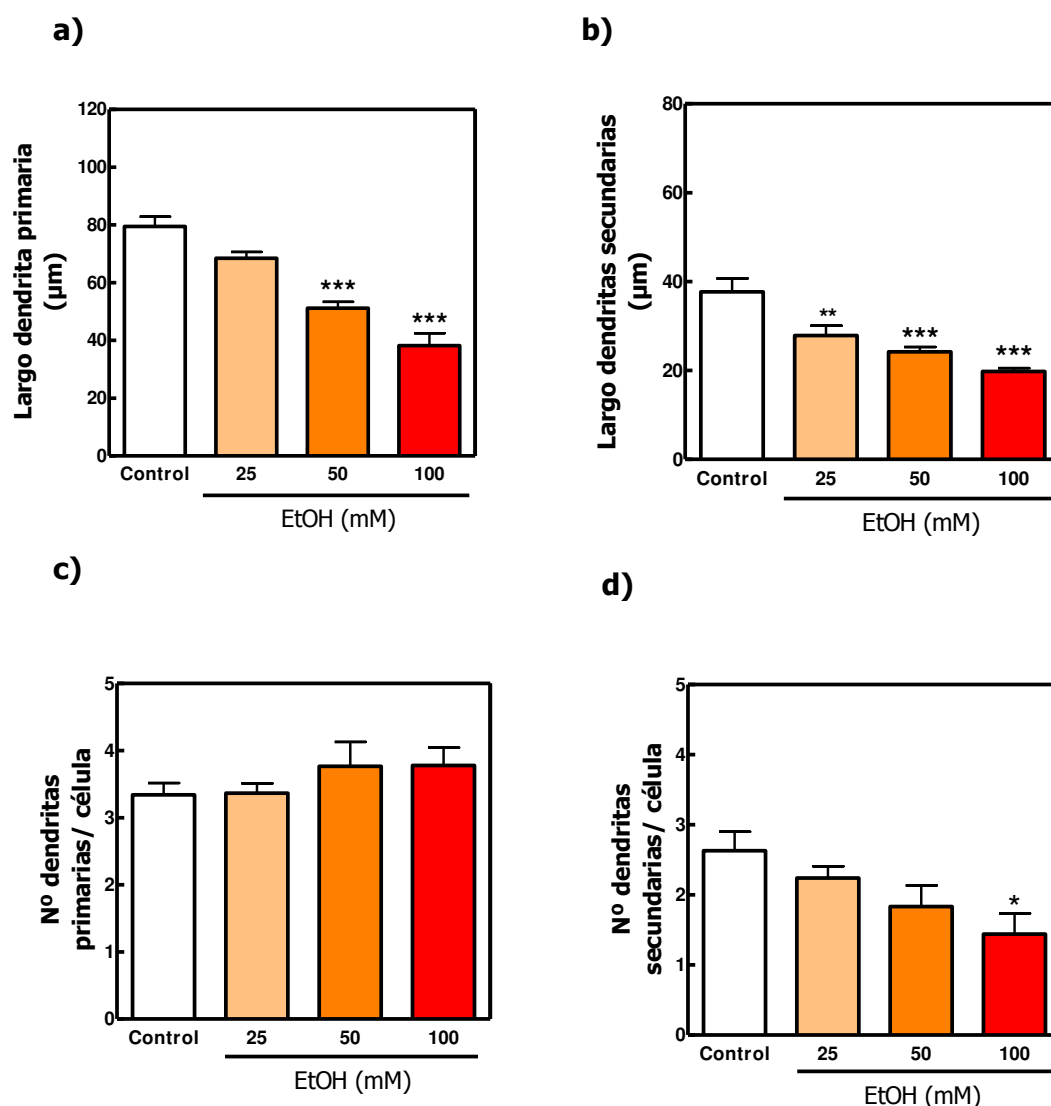 a)
Largo dendrita primaria
(µm)
120
100
80
60
40
20
0
***
***
Control 25 50 100
EtOH (mM)
b)
Largo dendritas secundarias
(µm)
80
60
40
20
0
**
***
***
Control 25 50 100
EtOH (mM)
c)
Nº dendritas
primarias/ célula
5
4
3
2
1
0
Control 25 50 100
EtOH (mM)
d)
Nº dendritas
secundarias/ célula
5
4
3
2
1
0
*
Control 25 50 100
EtOH (mM)